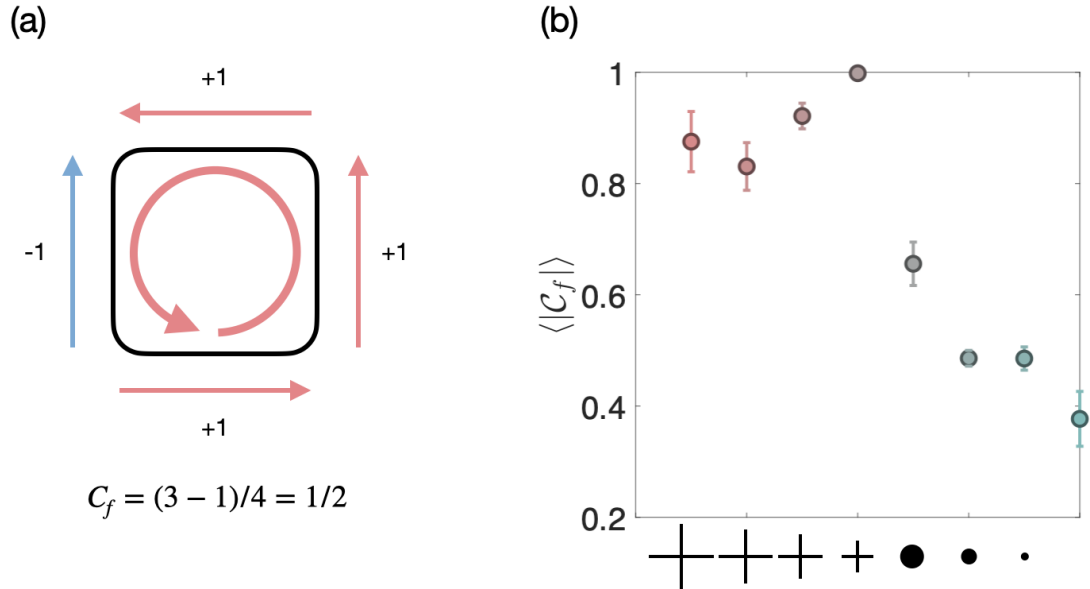 (a)
+1
-1
+1
+1
C_f = (3 − 1)/4 = 1/2
(b)
1
0.8
0.6
0.4
0.2
⟨|𝒞_f|⟩